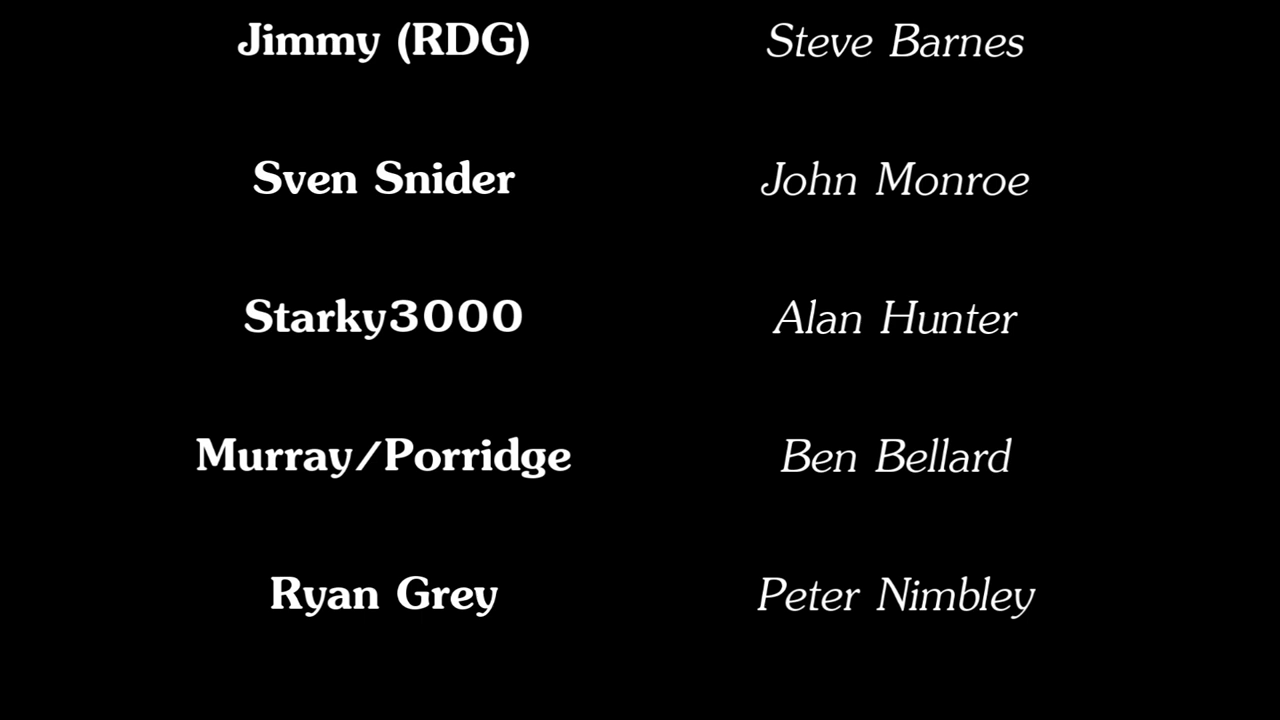 Jimmy (RDG) Steve Barnes
Sven Snider John Monroe
Starky3000 Alan Hunter
Murray/Porridge Ben Bellard
Ryan Grey Peter Nimbley